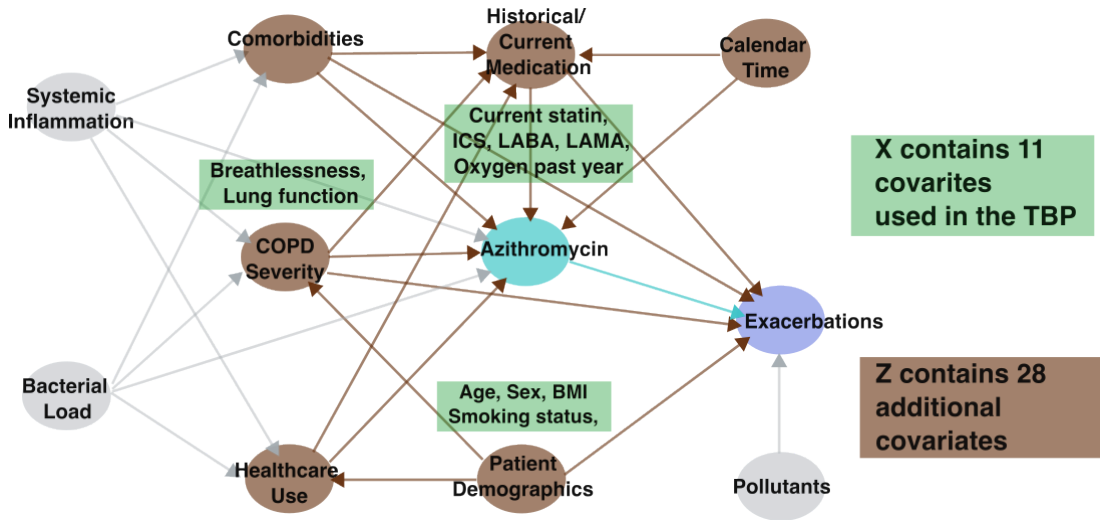 Historical/
Current
Medication
Comorbidities
Calendar
Time
Systemic
Inflammation
Current statin,
ICS, LABA, LAMA,
Oxygen past year
Breathlessness,
Lung function
X contains 11
covarites
used in the TBP
COPD
Severity
Azithromycin
Exacerbations
Bacterial
Load
Age, Sex, BMI
Smoking status,
Z contains 28
additional
covariates
Healthcare
Use
Patient
Demographics
Pollutants